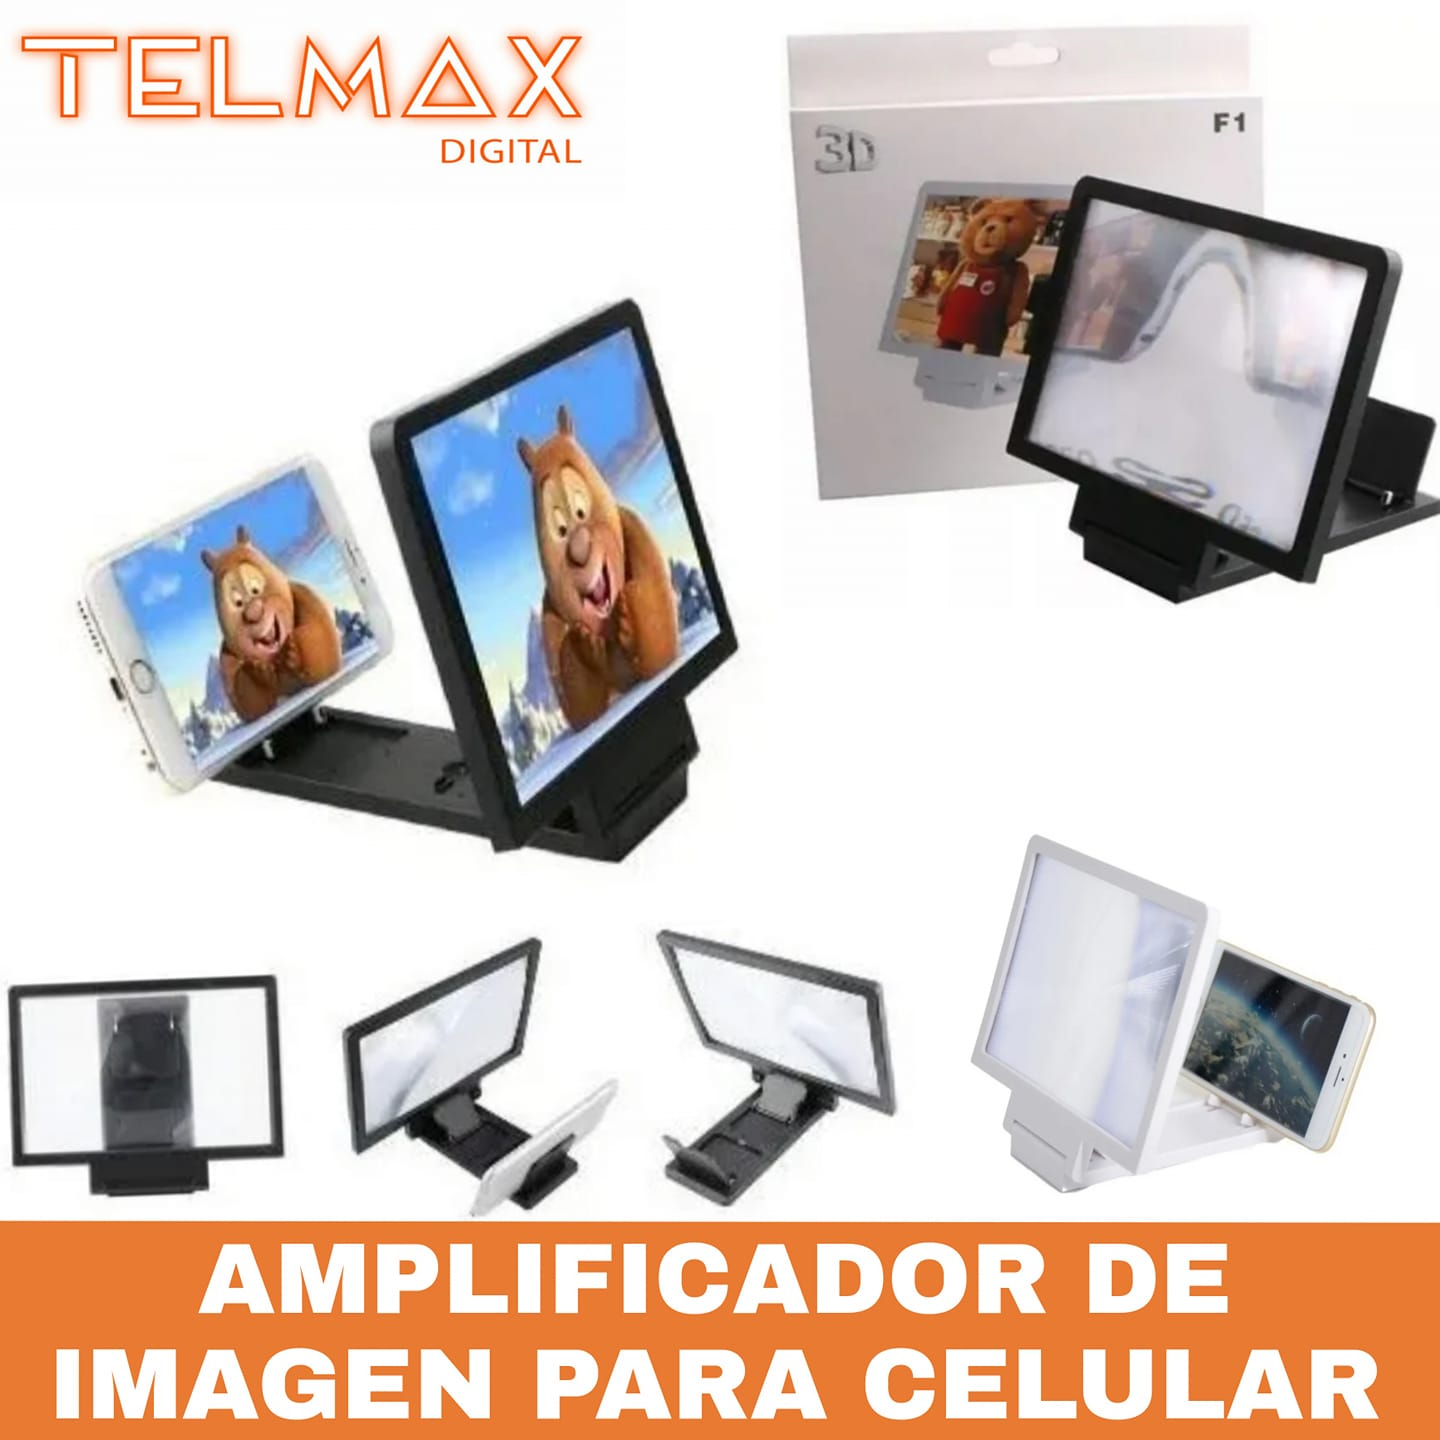 TELMAX
DIGITAL
3D
F1
AMPLIFICADOR DE
IMAGEN PARA CELULAR